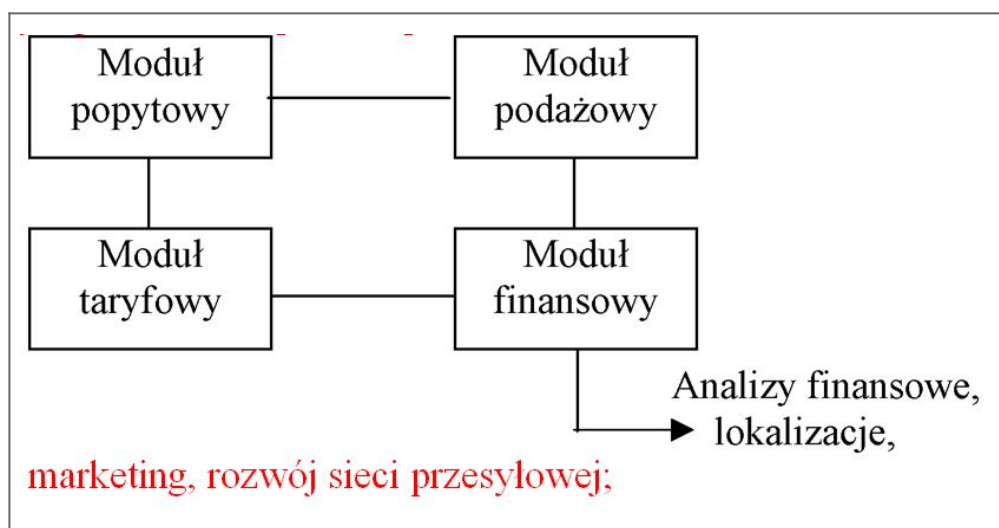 Moduł
popytowy
Moduł
podażowy
Moduł
taryfowy
Moduł
finansowy
Analizy finansowe,
lokalizacje,
marketing, rozwój sieci przesyłowej;